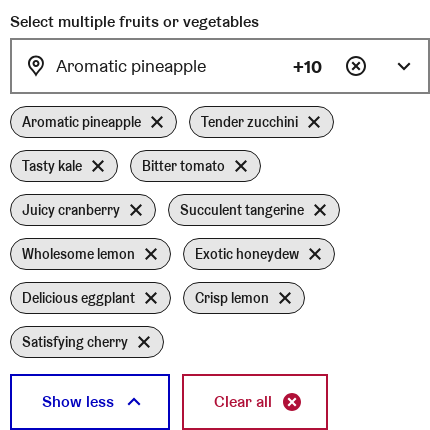 Select multiple fruits or vegetables
Aromatic pineapple +10
Aromatic pineapple Tender zucchini
Tasty kale Bitter tomato
Juicy cranberry Succulent tangerine
Wholesome lemon Exotic honeydew
Delicious eggplant Crisp lemon
Satisfying cherry
Show less Clear all